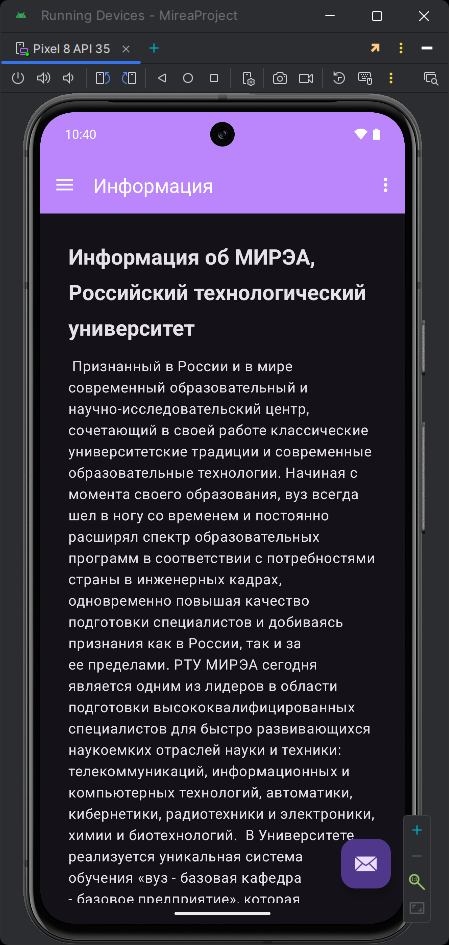 Running Devices - MireaProject
Pixel 8 API 35
10:40
Информация
Информация об МИРЭА,
Российский технологический
университет
Признанный в России и в мире
современный образовательный и
научно-исследовательский центр,
сочетающий в своей работе классические
университетские традиции и современные
образовательные технологии. Начиная с
момента своего образования, вуз всегда
шел в ногу со временем и постоянно
расширял спектр образовательных
программ в соответствии с потребностями
страны в инженерных кадрах,
одновременно повышая качество
подготовки специалистов и добиваясь
признания как в России, так и за
ее пределами. РТУ МИРЭА сегодня
является одним из лидеров в области
подготовки высококвалифицированных
специалистов для быстро развивающихся
наукоемких отраслей науки и техники:
телекоммуникаций, информационных и
компьютерных технологий, автоматики,
кибернетики, радиотехники и электроники,
химии и биотехнологий. В Университете
реализуется уникальная система
обучения «вуз - базовая кафедра
- базовое предприятие», которая